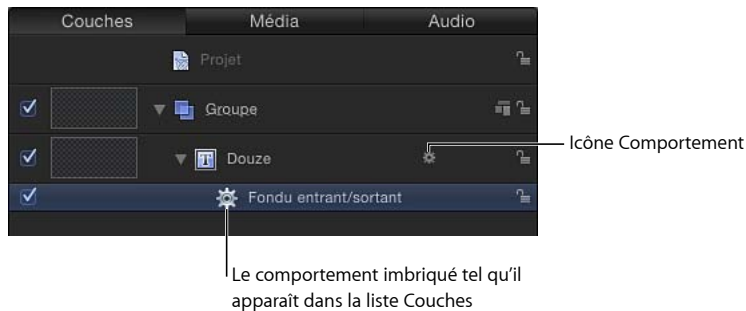 Couches Média Audio
Projet
Groupe
Icône Comportement
T Douze
Fondu entrant/sortant
Le comportement imbriqué tel qu'il
apparaît dans la liste Couches